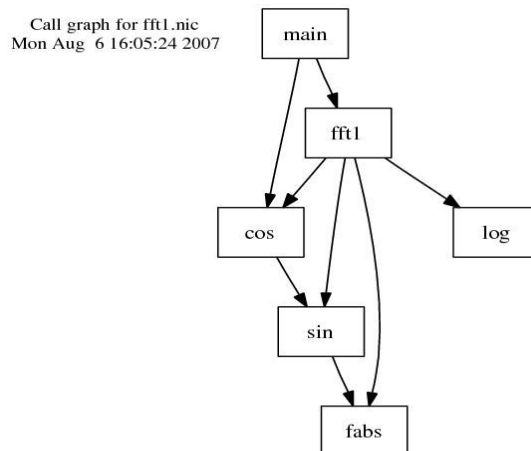 Call graph for fft1.nic
Mon Aug  6 16:05:24 2007
main
fft1
cos
log
sin
fabs